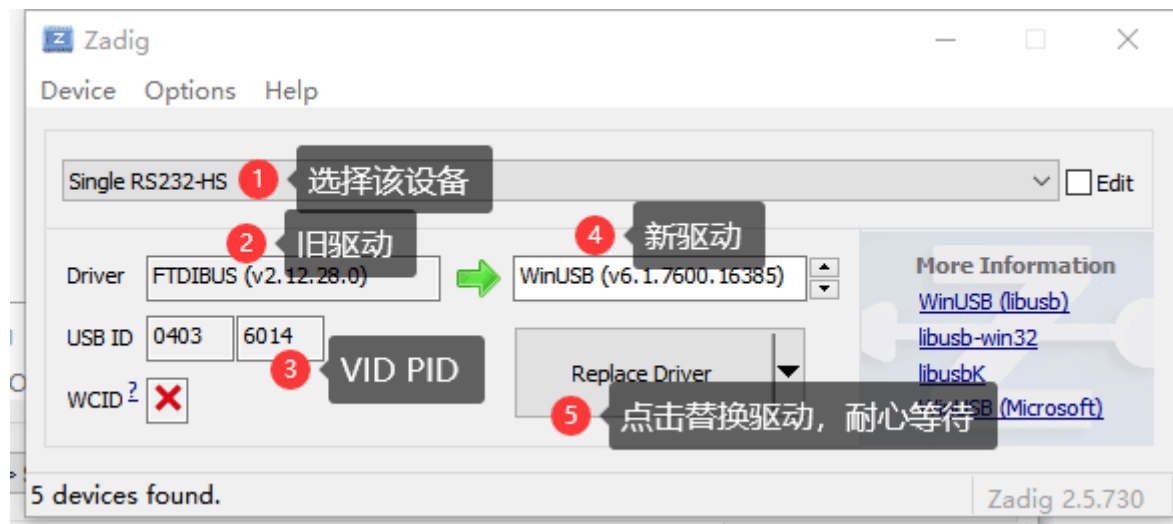 Zadig
Device Options Help
Single RS232-HS 1 选择该设备 Edit
2 旧驱动 4 新驱动
Driver FTDIBUS (v2.12.28.0) WinUSB (v6.1.7600.16385)
USB ID 0403 6014
3 VID PID
WCID ?
Replace Driver
5 点击替换驱动，耐心等待
More Information
WinUSB (libusb)
libusb-win32
libusbK
(Microsoft)
5 devices found.
Zadig 2.5.730